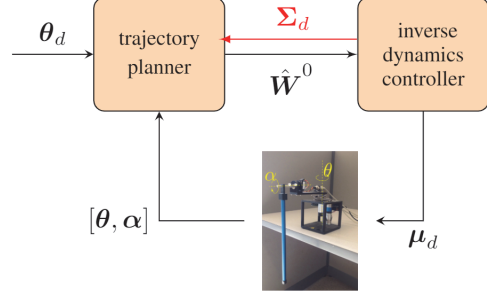 θ_d
trajectory
planner
Σ_d
Ŵ^0
inverse
dynamics
controller
α
θ
[θ, α]
μ_d